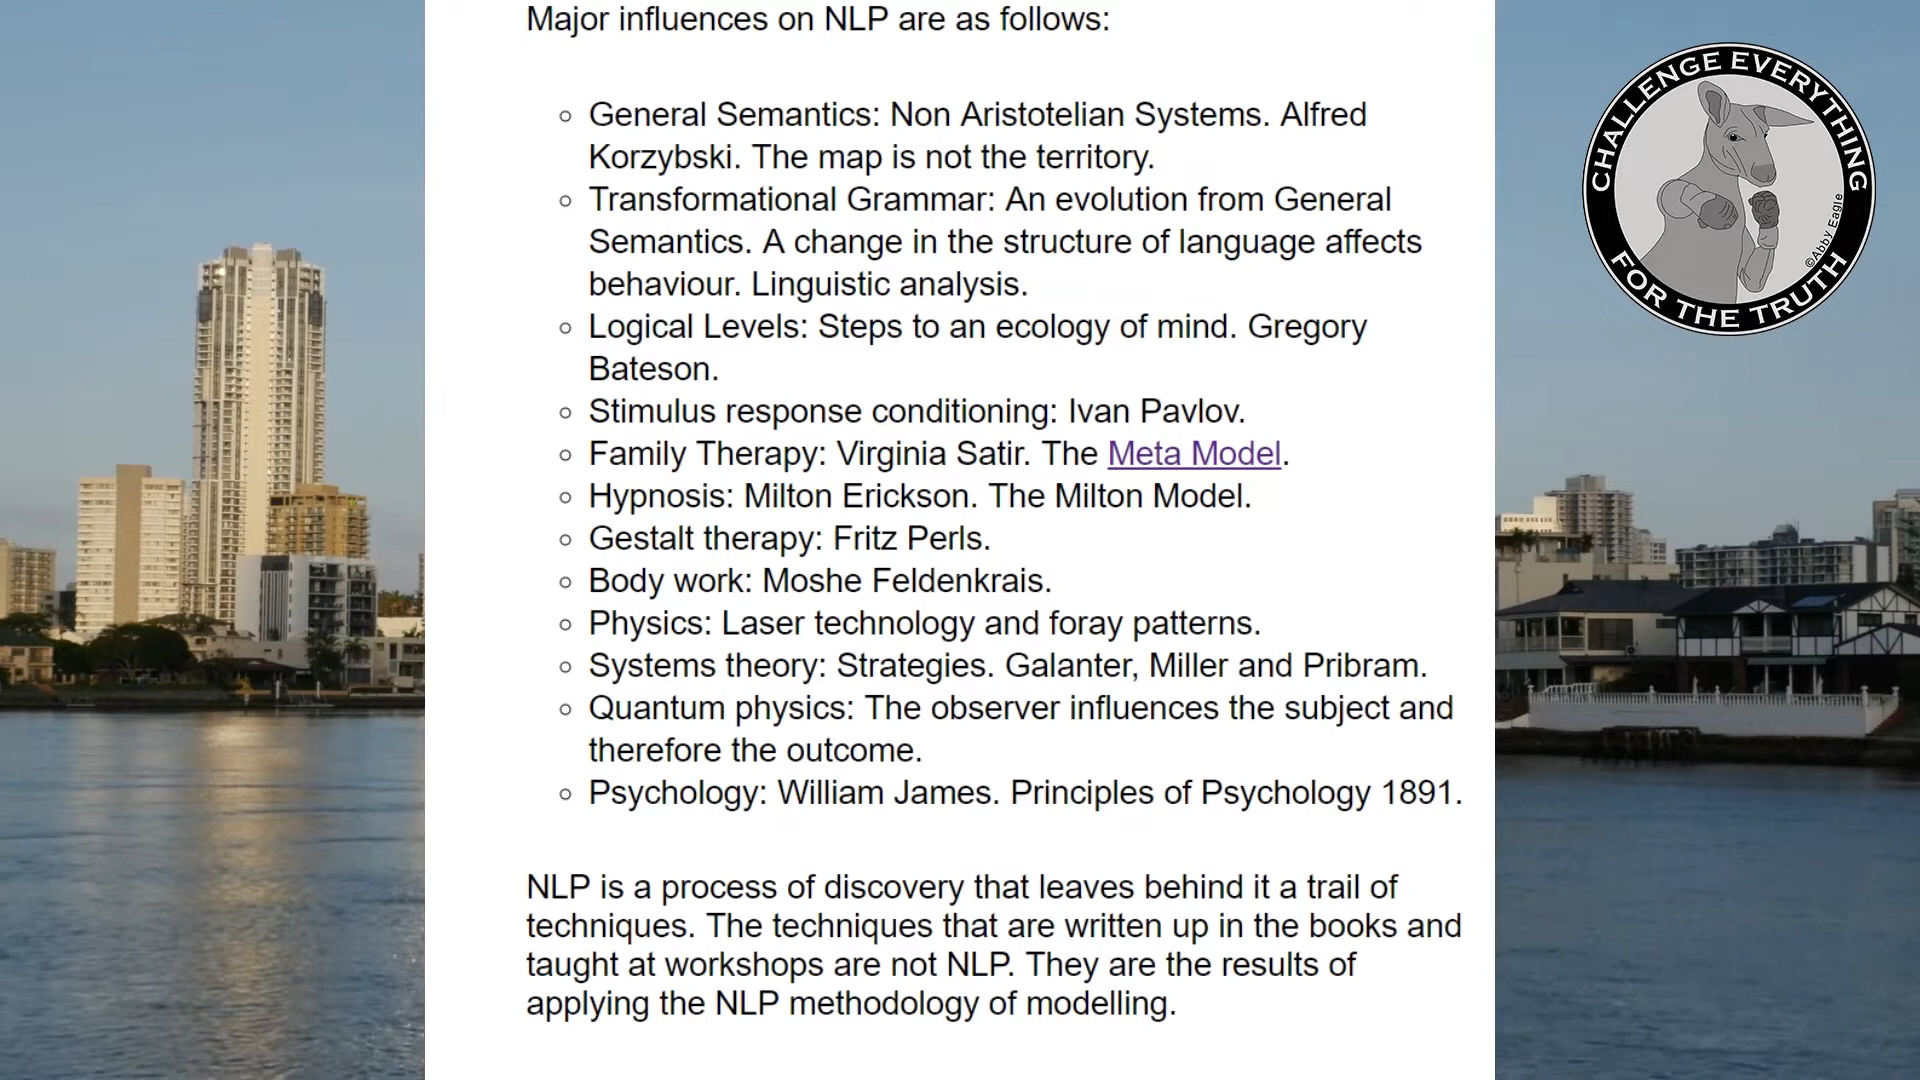 Major influences on NLP are as follows:
General Semantics: Non Aristotelian Systems. Alfred
Korzybski. The map is not the territory.
Transformational Grammar: An evolution from General
Semantics. A change in the structure of language affects
behaviour. Linguistic analysis.
Logical Levels: Steps to an ecology of mind. Gregory
Bateson.
Stimulus response conditioning: Ivan Pavlov.
Family Therapy: Virginia Satir. The Meta Model.
Hypnosis: Milton Erickson. The Milton Model.
Gestalt therapy: Fritz Perls.
Body work: Moshe Feldenkrais.
Physics: Laser technology and foray patterns.
Systems theory: Strategies. Galanter, Miller and Pribram.
Quantum physics: The observer influences the subject and
therefore the outcome.
Psychology: William James. Principles of Psychology 1891.
NLP is a process of discovery that leaves behind it a trail of
techniques. The techniques that are written up in the books and
taught at workshops are not NLP. They are the results of
applying the NLP methodology of modelling.
CHALLENGE EVERYTHING
FOR THE TRUTH
©Abby Eagle